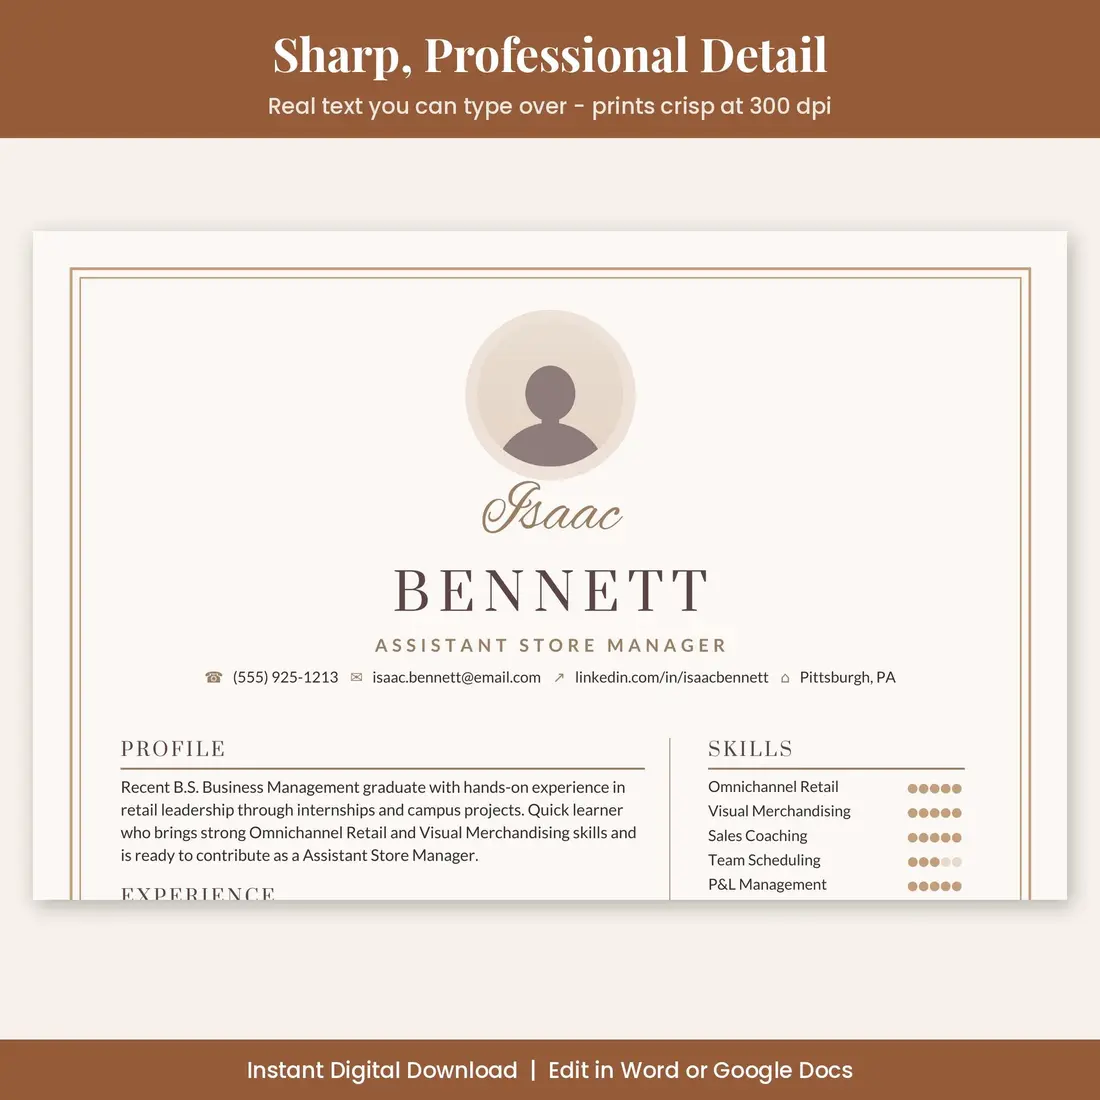 Sharp, Professional Detail
Real text you can type over - prints crisp at 300 dpi
Isaac
BENNETT
ASSISTANT STORE MANAGER
☎ (555) 925-1213 ✉ isaac.bennett@email.com ↗ linkedin.com/in/isaacbennett ⌂ Pittsburgh, PA
PROFILE
Recent B.S. Business Management graduate with hands-on experience in
retail leadership through internships and campus projects. Quick learner
who brings strong Omnichannel Retail and Visual Merchandising skills and
is ready to contribute as a Assistant Store Manager.
EXPERIENCE
SKILLS
Omnichannel Retail
Visual Merchandising
Sales Coaching
Team Scheduling
P&L Management
Instant Digital Download | Edit in Word or Google Docs